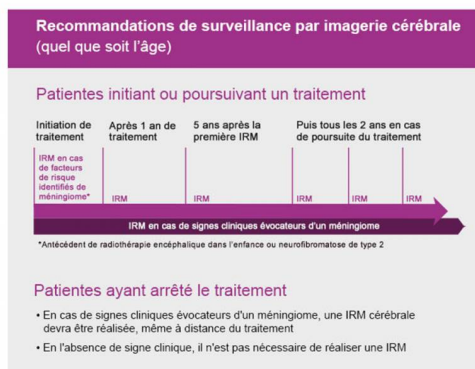 Recommandations de surveillance par imagerie cérébrale
(quel que soit l'âge)
Patientes initiant ou poursuivant un traitement
Initiation de
traitement
Après 1 an de
traitement
5 ans après la
première IRM
Puis tous les 2 ans en cas
de poursuite du traitement
IRM en cas
de facteurs
de risque
identifiés de
méningiome*
IRM
IRM
IRM
IRM
IRM
IRM en cas de signes cliniques évocateurs d'un méningiome
*Antécédent de radiothérapie encéphalique dans l'enfance ou neurofibromatose de type 2
Patientes ayant arrêté le traitement
• En cas de signes cliniques évocateurs d'un méningiome, une IRM cérébrale
devra être réalisée, même à distance du traitement
• En l'absence de signe clinique, il n'est pas nécessaire de réaliser une IRM